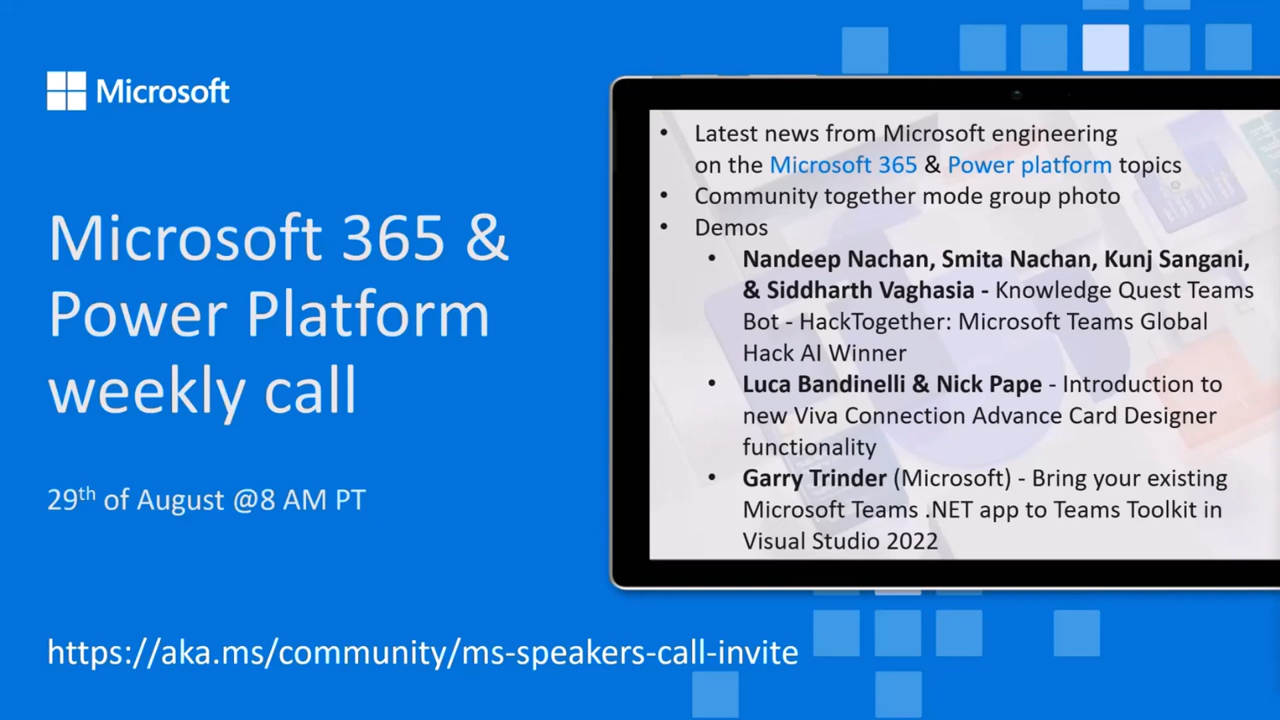 Microsoft
Microsoft 365 &
Power Platform
weekly call
29th of August @8 AM PT
https://aka.ms/community/ms-speakers-call-invite
• Latest news from Microsoft engineering
on the Microsoft 365 & Power platform topics
• Community together mode group photo
• Demos
• Nandeep Nachan, Smita Nachan, Kunj Sangani,
& Siddharth Vaghasia - Knowledge Quest Teams
Bot - HackTogether: Microsoft Teams Global
Hack AI Winner
• Luca Bandinelli & Nick Pape - Introduction to
new Viva Connection Advance Card Designer
functionality
• Garry Trinder (Microsoft) - Bring your existing
Microsoft Teams .NET app to Teams Toolkit in
Visual Studio 2022